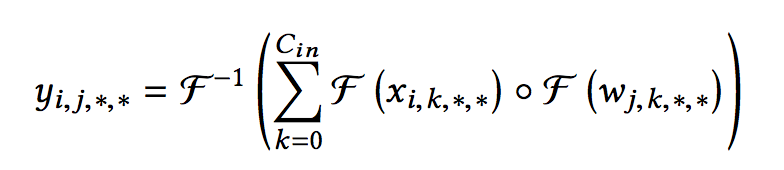 y_{i,j,*,*} = \mathcal{F}^{-1} \left( \sum_{k=0}^{C_{in}} \mathcal{F} \left( x_{i,k,*,*} \right) \circ \mathcal{F} \left( w_{j,k,*,*} \right) \right)